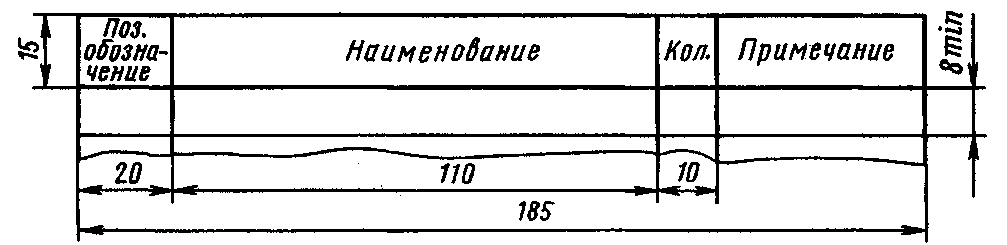 15
Поз.
обозна-
чение
Наименование
Кол.
Примечание
8 min
20
110
10
185